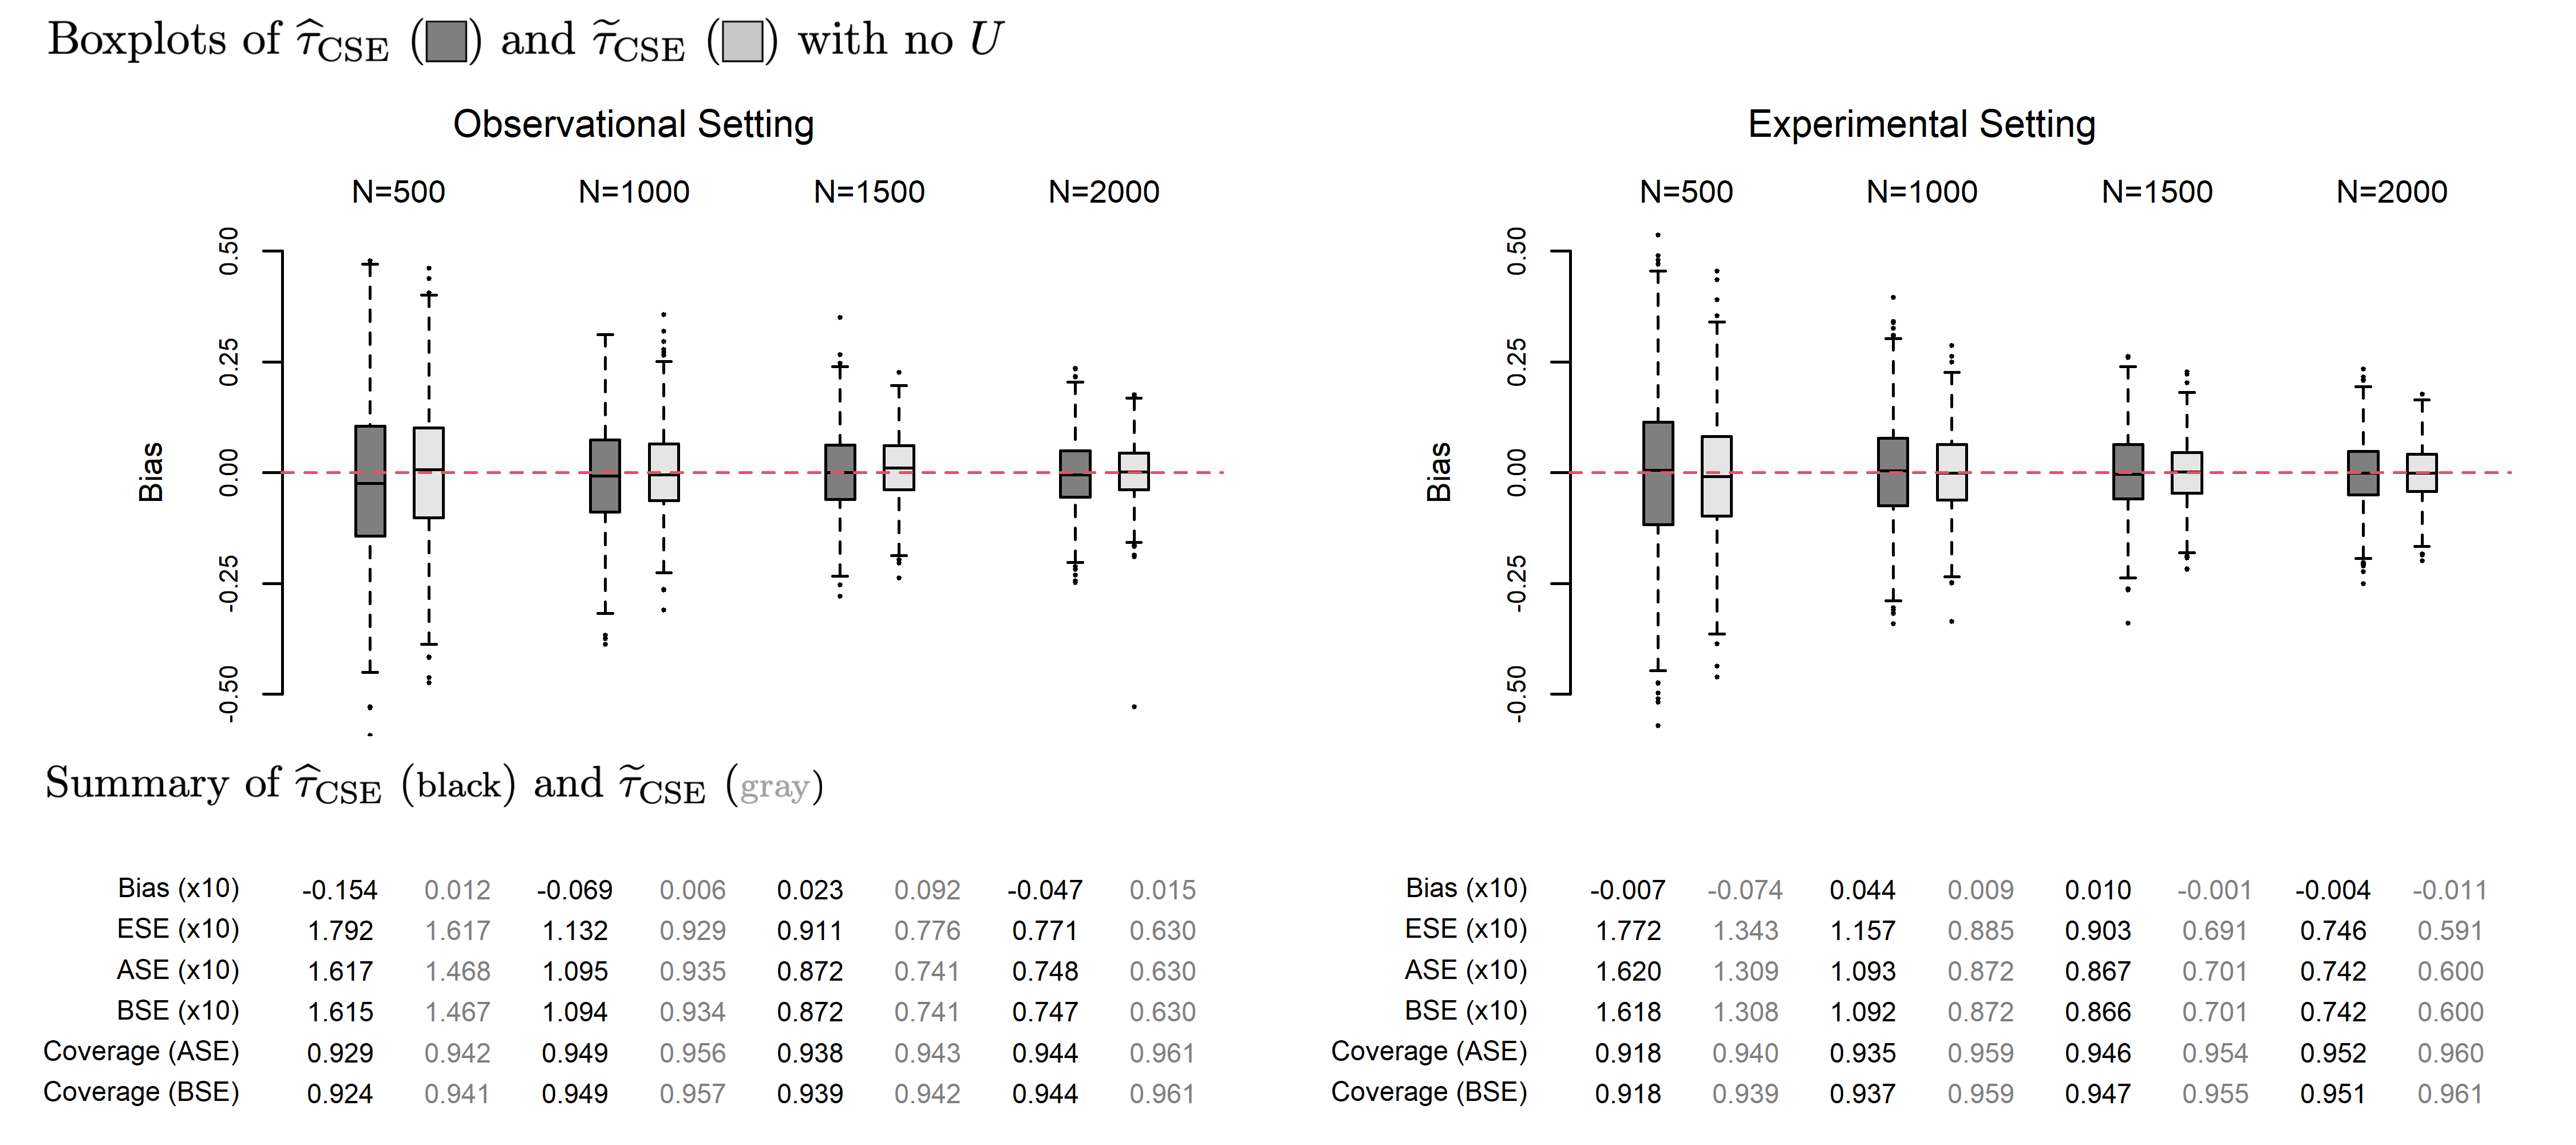 Boxplots of τ̂CSE (■) and τ̃CSE (■) with no U
Observational Setting
N=500 N=1000 N=1500 N=2000
Bias
0.50
0.25
0.00
-0.25
-0.50
Experimental Setting
N=500 N=1000 N=1500 N=2000
Bias
0.50
0.25
0.00
-0.25
-0.50
Summary of τ̂CSE (black) and τ̃CSE (gray)
Bias (x10) -0.154 0.012 -0.069 0.006 0.023 0.092 -0.047 0.015
ESE (x10) 1.792 1.617 1.132 0.929 0.911 0.776 0.771 0.630
ASE (x10) 1.617 1.468 1.095 0.935 0.872 0.741 0.748 0.630
BSE (x10) 1.615 1.467 1.094 0.934 0.872 0.741 0.747 0.630
Coverage (ASE) 0.929 0.942 0.949 0.956 0.938 0.943 0.944 0.961
Coverage (BSE) 0.924 0.941 0.949 0.957 0.939 0.942 0.944 0.961
Bias (x10) -0.007 -0.074 0.044 0.009 0.010 -0.001 -0.004 -0.011
ESE (x10) 1.772 1.343 1.157 0.885 0.903 0.691 0.746 0.591
ASE (x10) 1.620 1.309 1.093 0.872 0.867 0.701 0.742 0.600
BSE (x10) 1.618 1.308 1.092 0.872 0.866 0.701 0.742 0.600
Coverage (ASE) 0.918 0.940 0.935 0.959 0.946 0.954 0.952 0.960
Coverage (BSE) 0.918 0.939 0.937 0.959 0.947 0.955 0.951 0.961